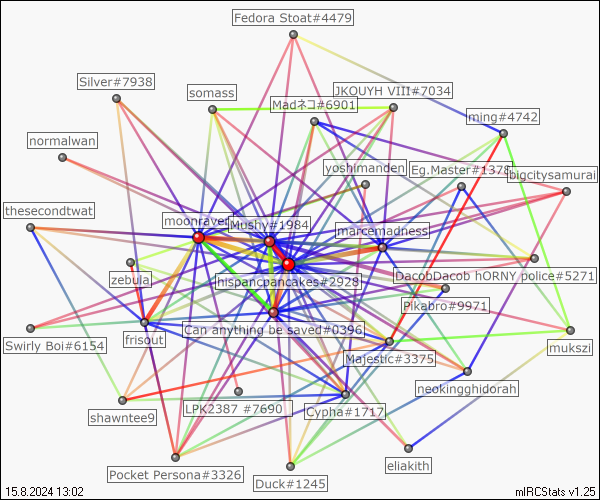 Fedora Stoat#4479
Silver#7938
somass
JKOUYH VIII#7034
Madネコ#6901
ming#4742
normalwan
yoshimanden
Eg.Master#1378
bigcitysamurai
thesecondtwat
moonraver
Mushy#1984
marcemadness
zebula
hispancpancakes#2928
DacobDacob hORNY police#5271
Pikabro#9971
Swirly Boi#6154
frisout
Can anything be saved#0396
Majestic#3375
mukszi
neokingghidorah
shawntee9
LPK2387 #7690
Cypha#1717
Pocket Persona#3326
Duck#1245
eliakith
15.8.2024 13:02
mIRCStats v1.25